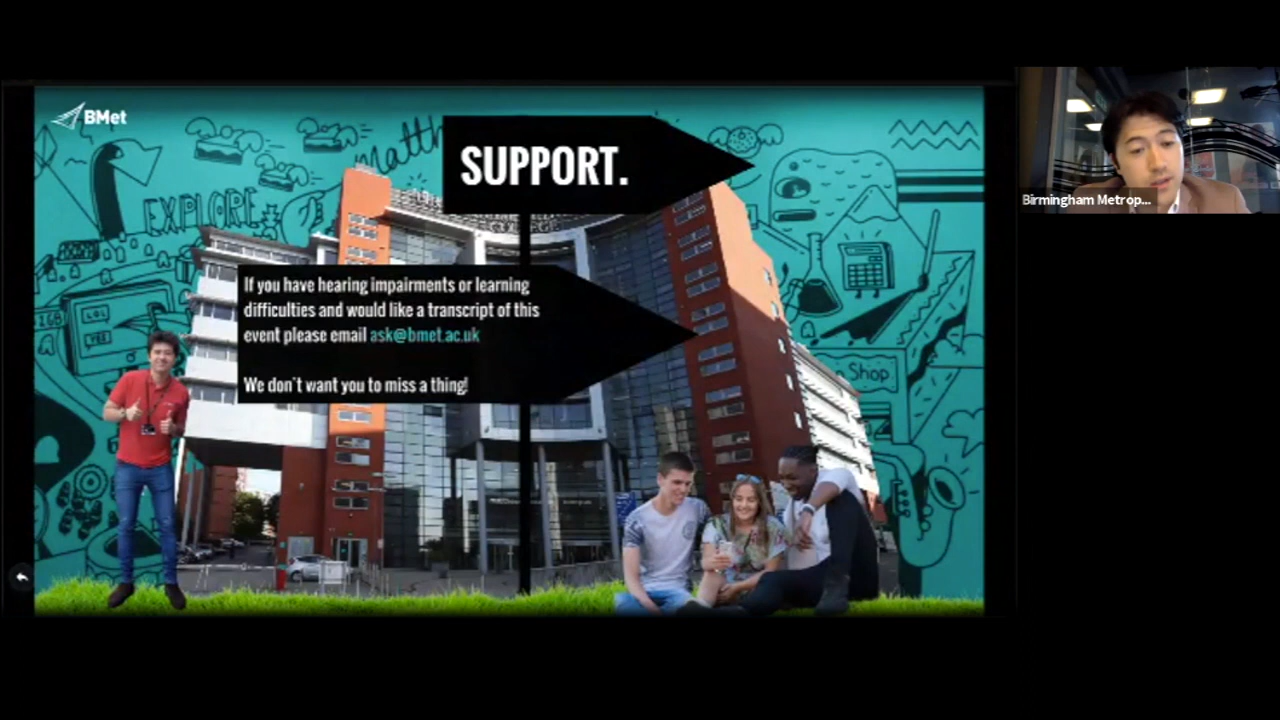 BMet
SUPPORT.
EXPLORE
If you have hearing impairments or learning
difficulties and would like a transcript of this
event please email ask@bmet.ac.uk
We don't want you to miss a thing!
LOL
Shop
Birmingham Metrop...